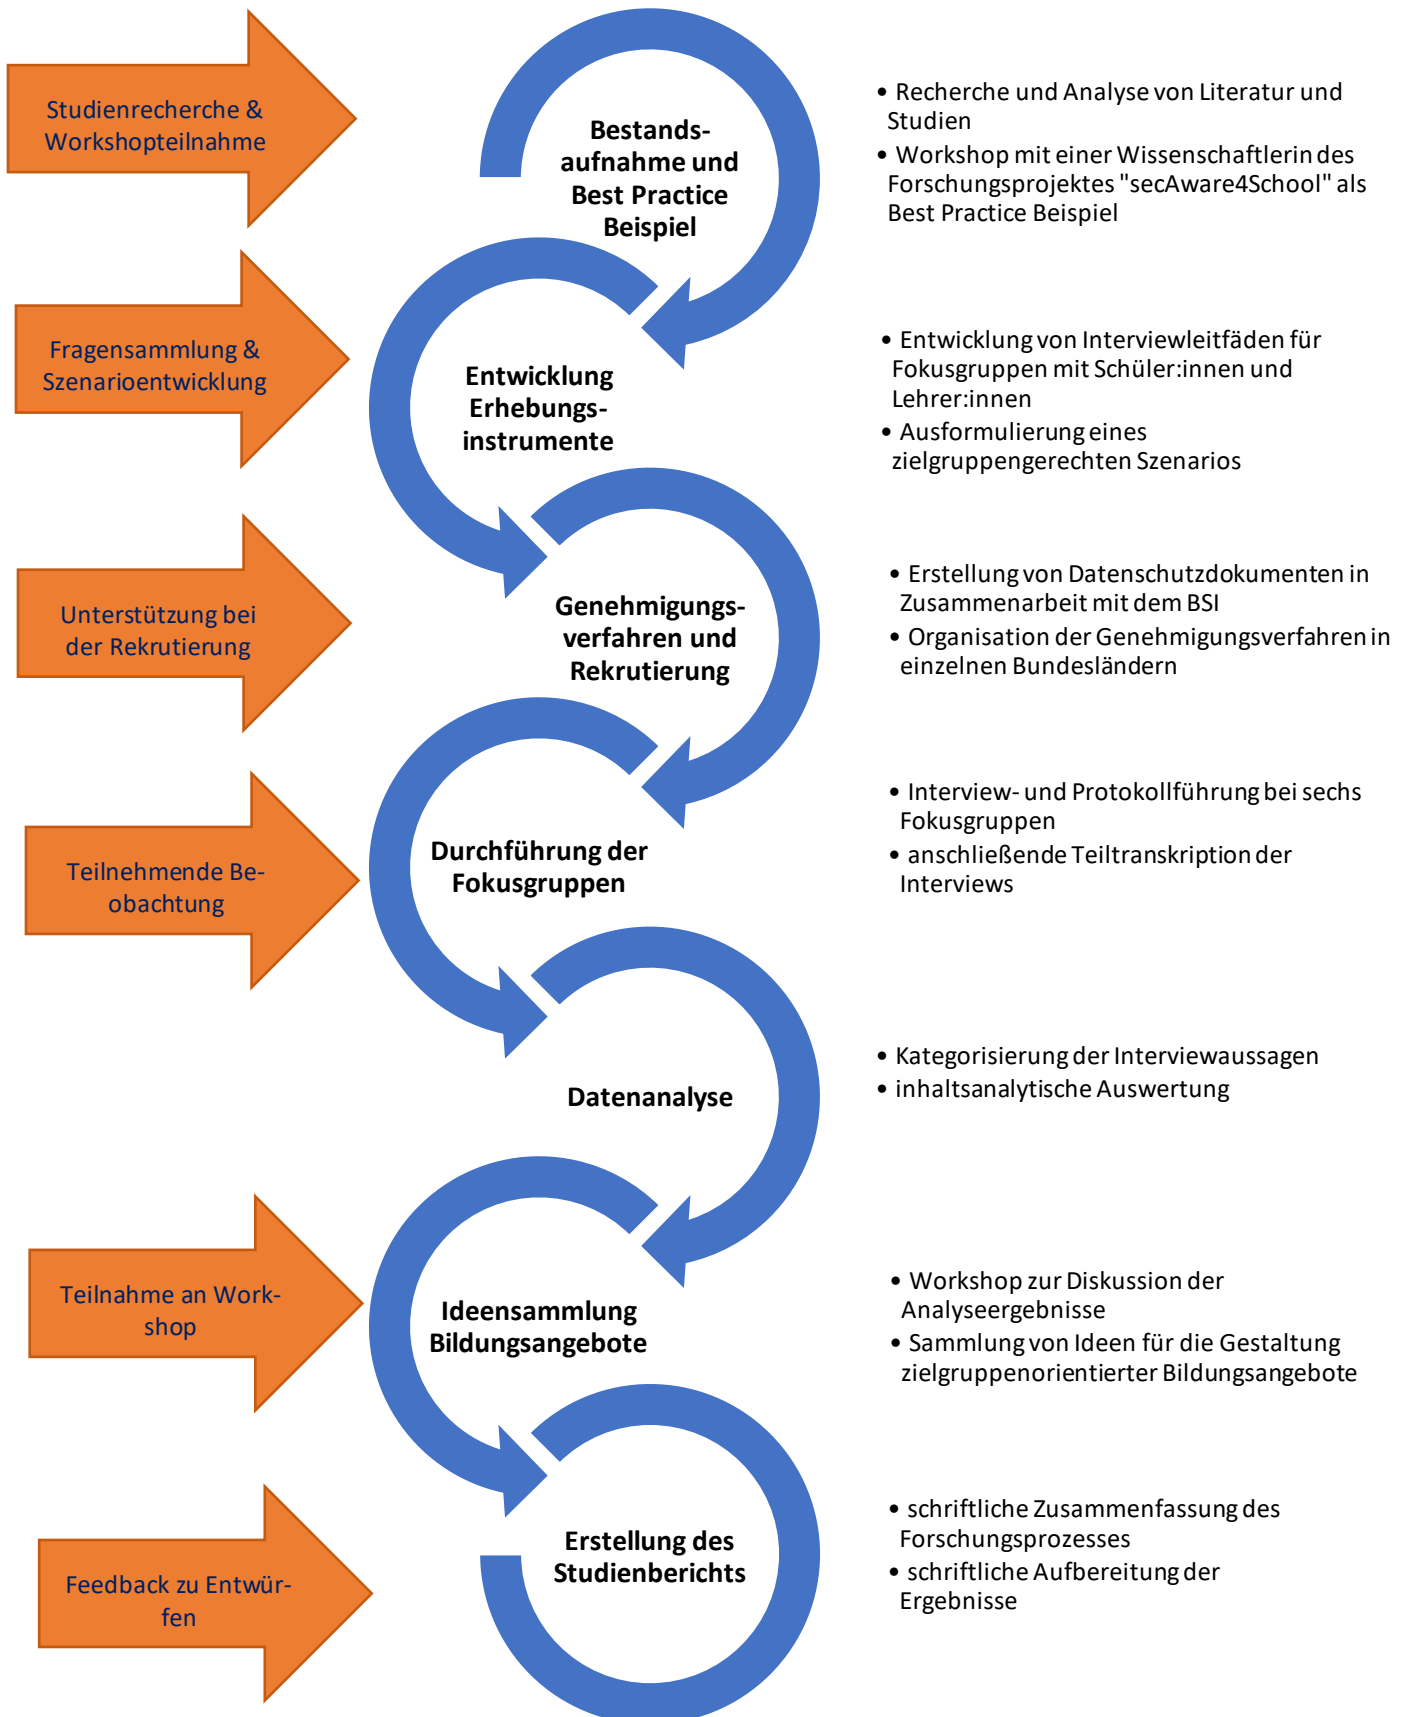 Studienrecherche &
Workshopteilnahme
Bestands-
aufnahme und
Best Practice
Beispiel
• Recherche und Analyse von Literatur und
Studien
• Workshop mit einer Wissenschaftlerin des
Forschungsprojektes "secAware4School" als
Best Practice Beispiel
Fragensammlung &
Szenarioentwicklung
Entwicklung
Erhebungs-
instrumente
• Entwicklung von Interviewleitfäden für
Fokusgruppen mit Schüler:innen und
Lehrer:innen
• Ausformulierung eines
zielgruppengerechten Szenarios
Unterstützung bei
der Rekrutierung
Genehmigungs-
verfahren und
Rekrutierung
• Erstellung von Datenschutzdokumenten in
Zusammenarbeit mit dem BSI
• Organisation der Genehmigungsverfahren in
einzelnen Bundesländern
Teilnehmende Be-
obachtung
Durchführung der
Fokusgruppen
• Interview- und Protokollführung bei sechs
Fokusgruppen
• anschließende Teiltranskription der
Interviews
Datenanalyse
• Kategorisierung der Interviewaussagen
• inhaltsanalytische Auswertung
Teilnahme an Work-
shop
Ideensammlung
Bildungsangebote
• Workshop zur Diskussion der
Analyseergebnisse
• Sammlung von Ideen für die Gestaltung
zielgruppenorientierter Bildungsangebote
Feedback zu Entwür-
fen
Erstellung des
Studienberichts
• schriftliche Zusammenfassung des
Forschungsprozesses
• schriftliche Aufbereitung der
Ergebnisse